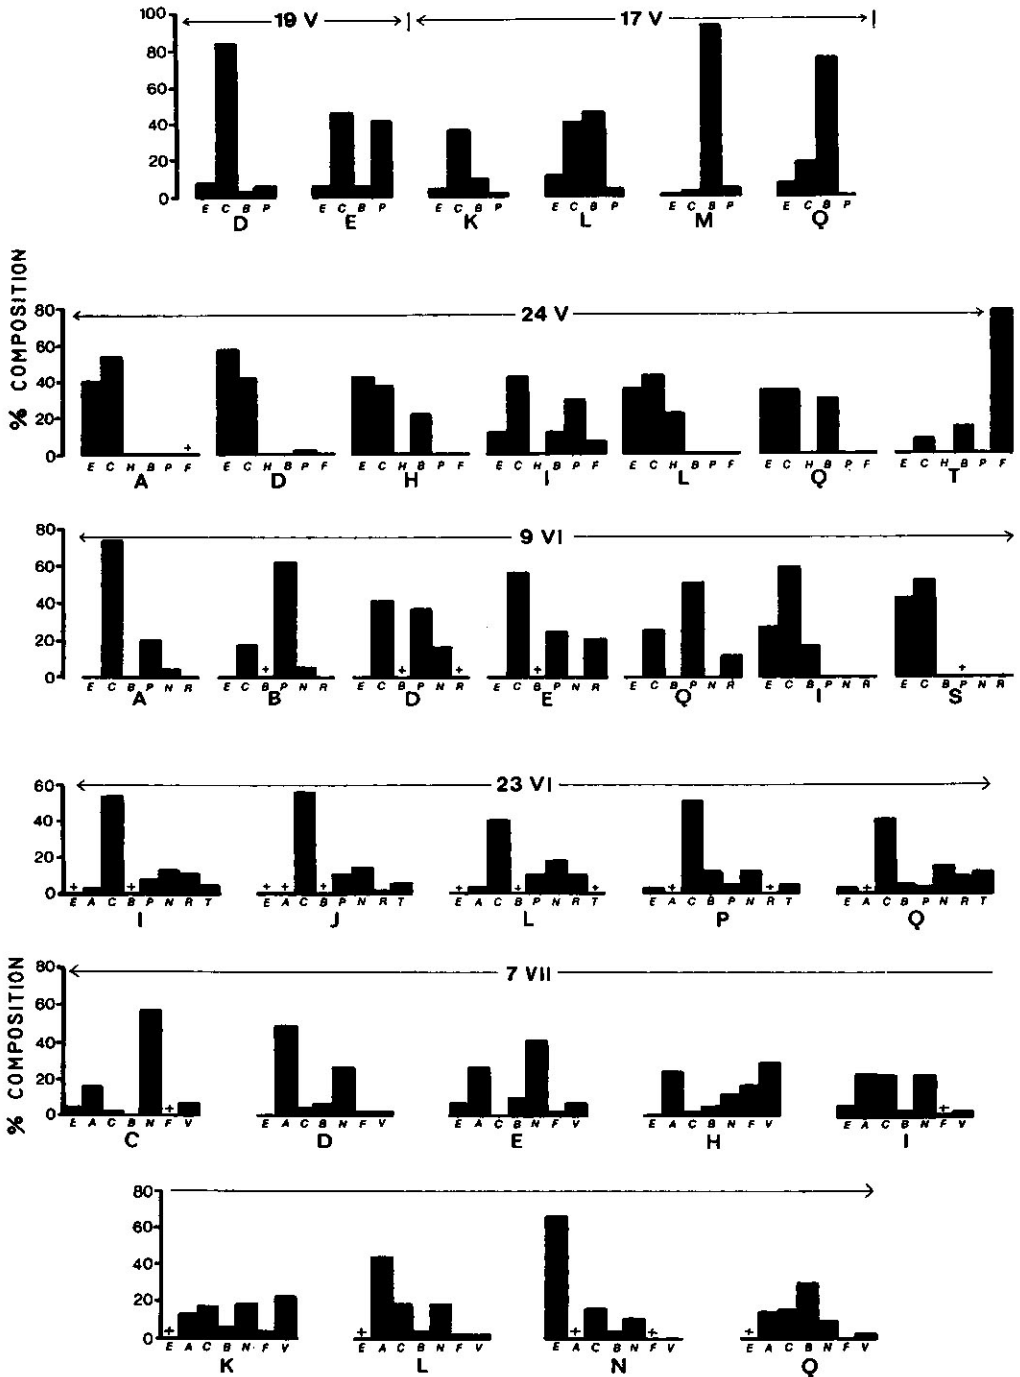 100 19 V 17 V
80
60
40
20
0
E C B P E C B P E C B P E C B P E C B P E C B P
D E K L M Q
% COMPOSITION
80 24 V
60
40
20 +
0
E C H B P F E C H B P F E C H B P F E C H B P F E C H B P F E C H B P F E C H B P F
A D H I L Q T
80 9 VI
60
40
20 + + + + +
0
E C B P N R E C B P N R E C B P N R E C B P N R E C B P N R E C B P N R E C B P N R
A B D E Q I S
60 23 VI
40
20
0 + + + + + + + + + + +
E A C B P N R T E A C B P N R T E A C B P N R T E A C B P N R T E A C B P N R T
I J L P Q
% COMPOSITION
80 7 VII
60
40
20 + +
0
E A C B N F V E A C B N F V E A C B N F V E A C B N F V E A C B N F V
C D E H I
80
60
40
20
0 + + + + +
E A C B N F V E A C B N F V E A C B N F V E A C B N F V
K L N Q